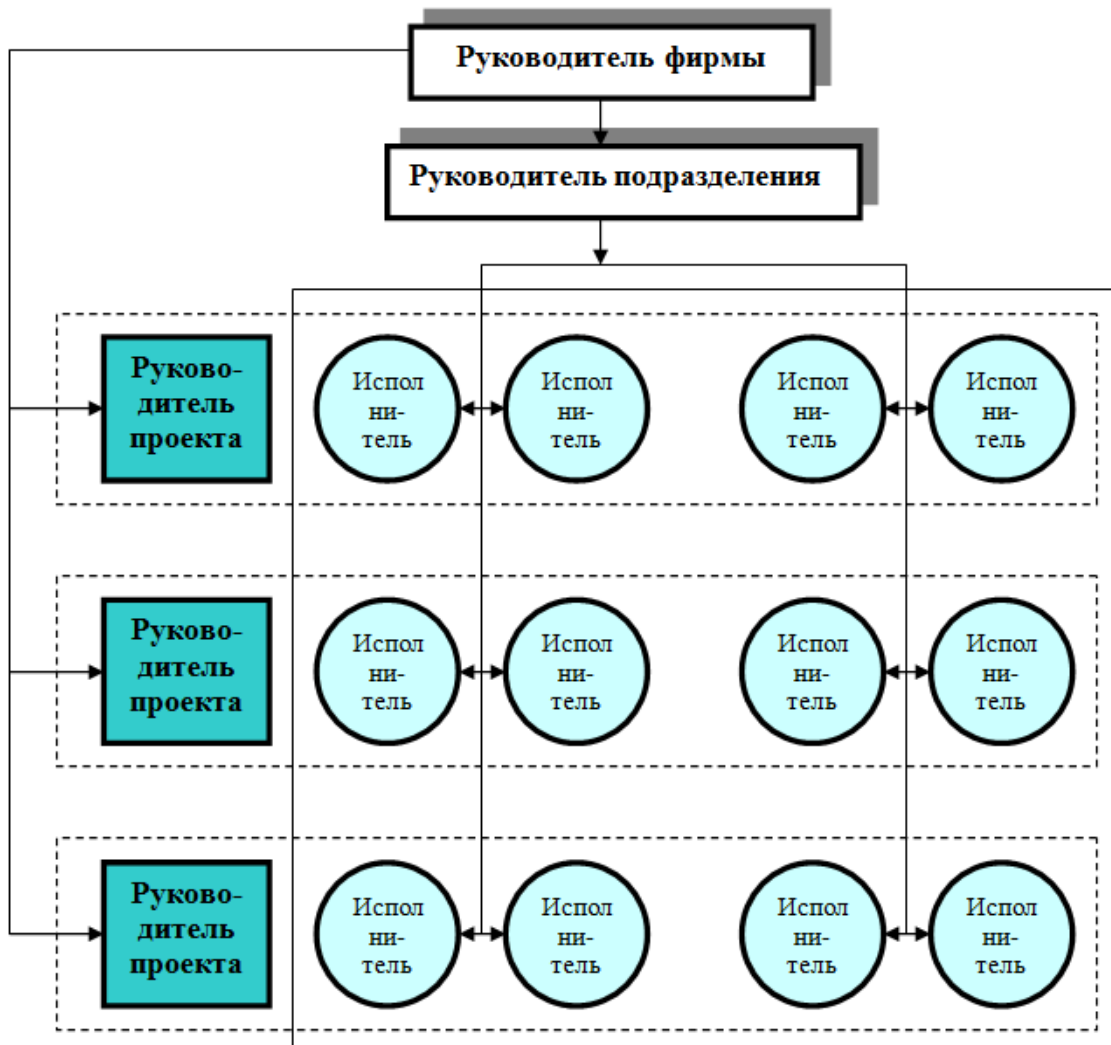 Руководитель фирмы
Руководитель подразделения
Руково-
дитель
проекта
Испол
ни-
тель
Испол
ни-
тель
Испол
ни-
тель
Испол
ни-
тель
Руково-
дитель
проекта
Испол
ни-
тель
Испол
ни-
тель
Испол
ни-
тель
Испол
ни-
тель
Руково-
дитель
проекта
Испол
ни-
тель
Испол
ни-
тель
Испол
ни-
тель
Испол
ни-
тель